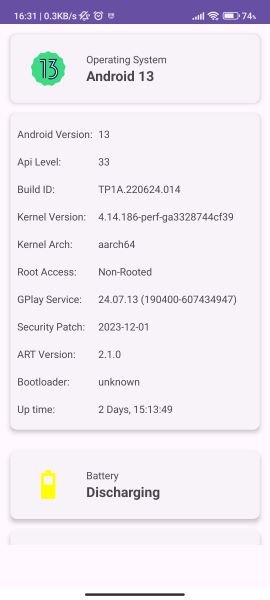 16:31 | 0.3KB/s
74%
13
Operating System
Android 13
Android Version: 13
Api Level: 33
Build ID: TP1A.220624.014
Kernel Version: 4.14.186-perf-ga3328744cf39
Kernel Arch: aarch64
Root Access: Non-Rooted
GPlay Service: 24.07.13 (190400-607434947)
Security Patch: 2023-12-01
ART Version: 2.1.0
Bootloader: unknown
Up time: 2 Days, 15:13:49
Battery
Discharging